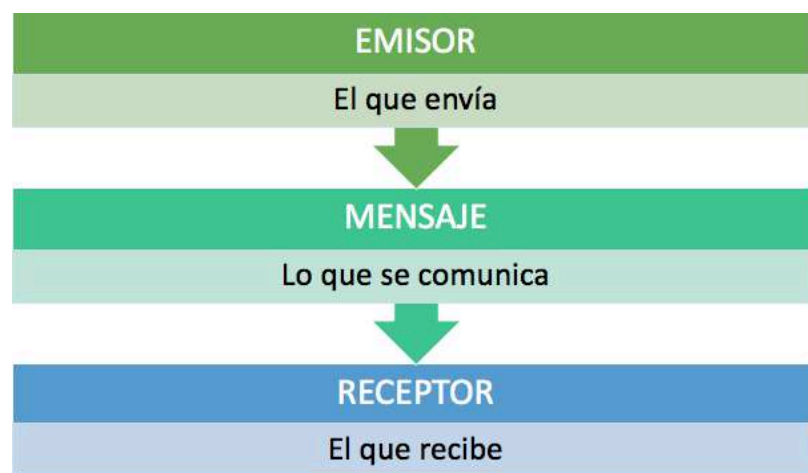 EMISOR
El que envía
MENSAJE
Lo que se comunica
RECEPTOR
El que recibe